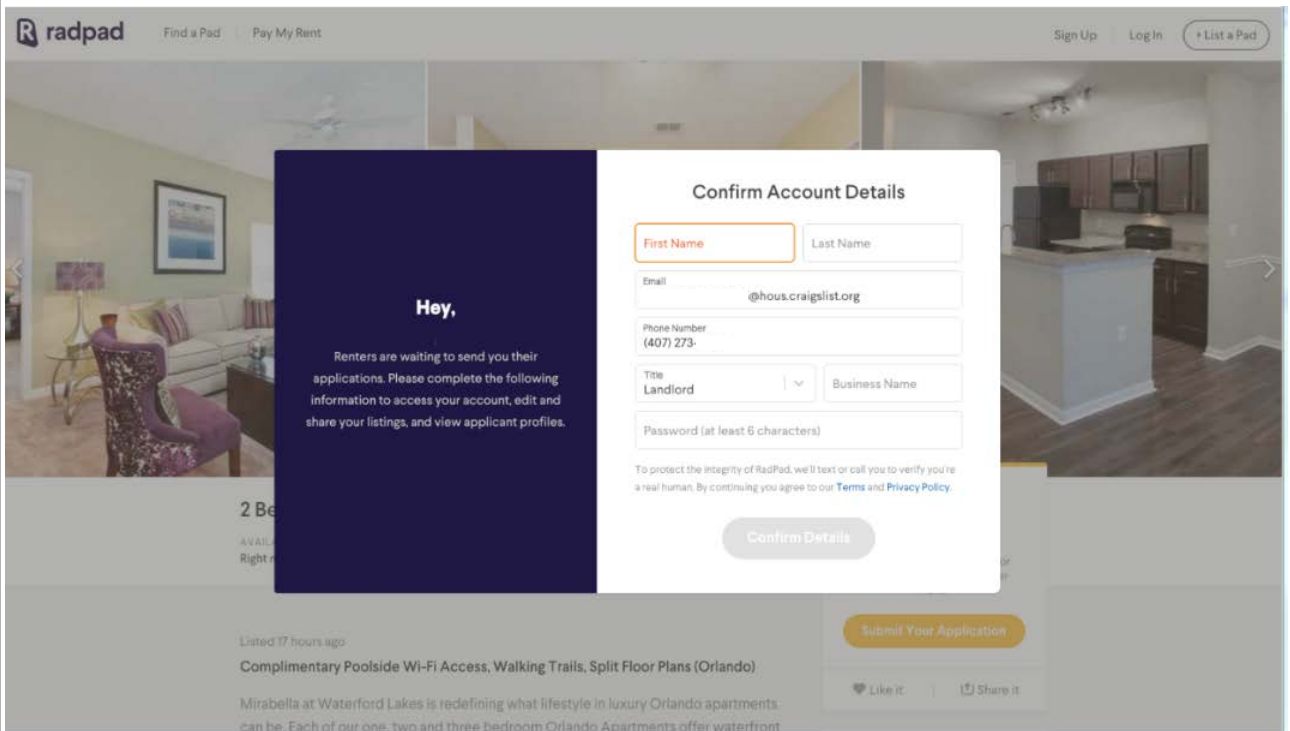 radpad
Find a Pad
Pay My Rent
Sign Up
Log In
+ List a Pad
Hey,
Renters are waiting to send you their
applications. Please complete the following
information to access your account, edit and
share your listings, and view applicant profiles.
Confirm Account Details
First Name
Last Name
Email
@hous.craigslist.org
Phone Number
(407) 273-
Title
Landlord
Business Name
Password (at least 6 characters)
To protect the integrity of RadPad, we'll text or call you to verify you're
a real human. By continuing you agree to our Terms and Privacy Policy.
Confirm Details
2 Be
AVAIL
Right
Listed 17 hours ago
Complimentary Poolside Wi-Fi Access, Walking Trails, Split Floor Plans (Orlando)
Mirabella at Waterford Lakes is redefining what lifestyle in luxury Orlando apartments
can be. Each of our one, two and three bedroom Orlando Apartments offer waterfront
or
Submit Your Application
Like it
Share it